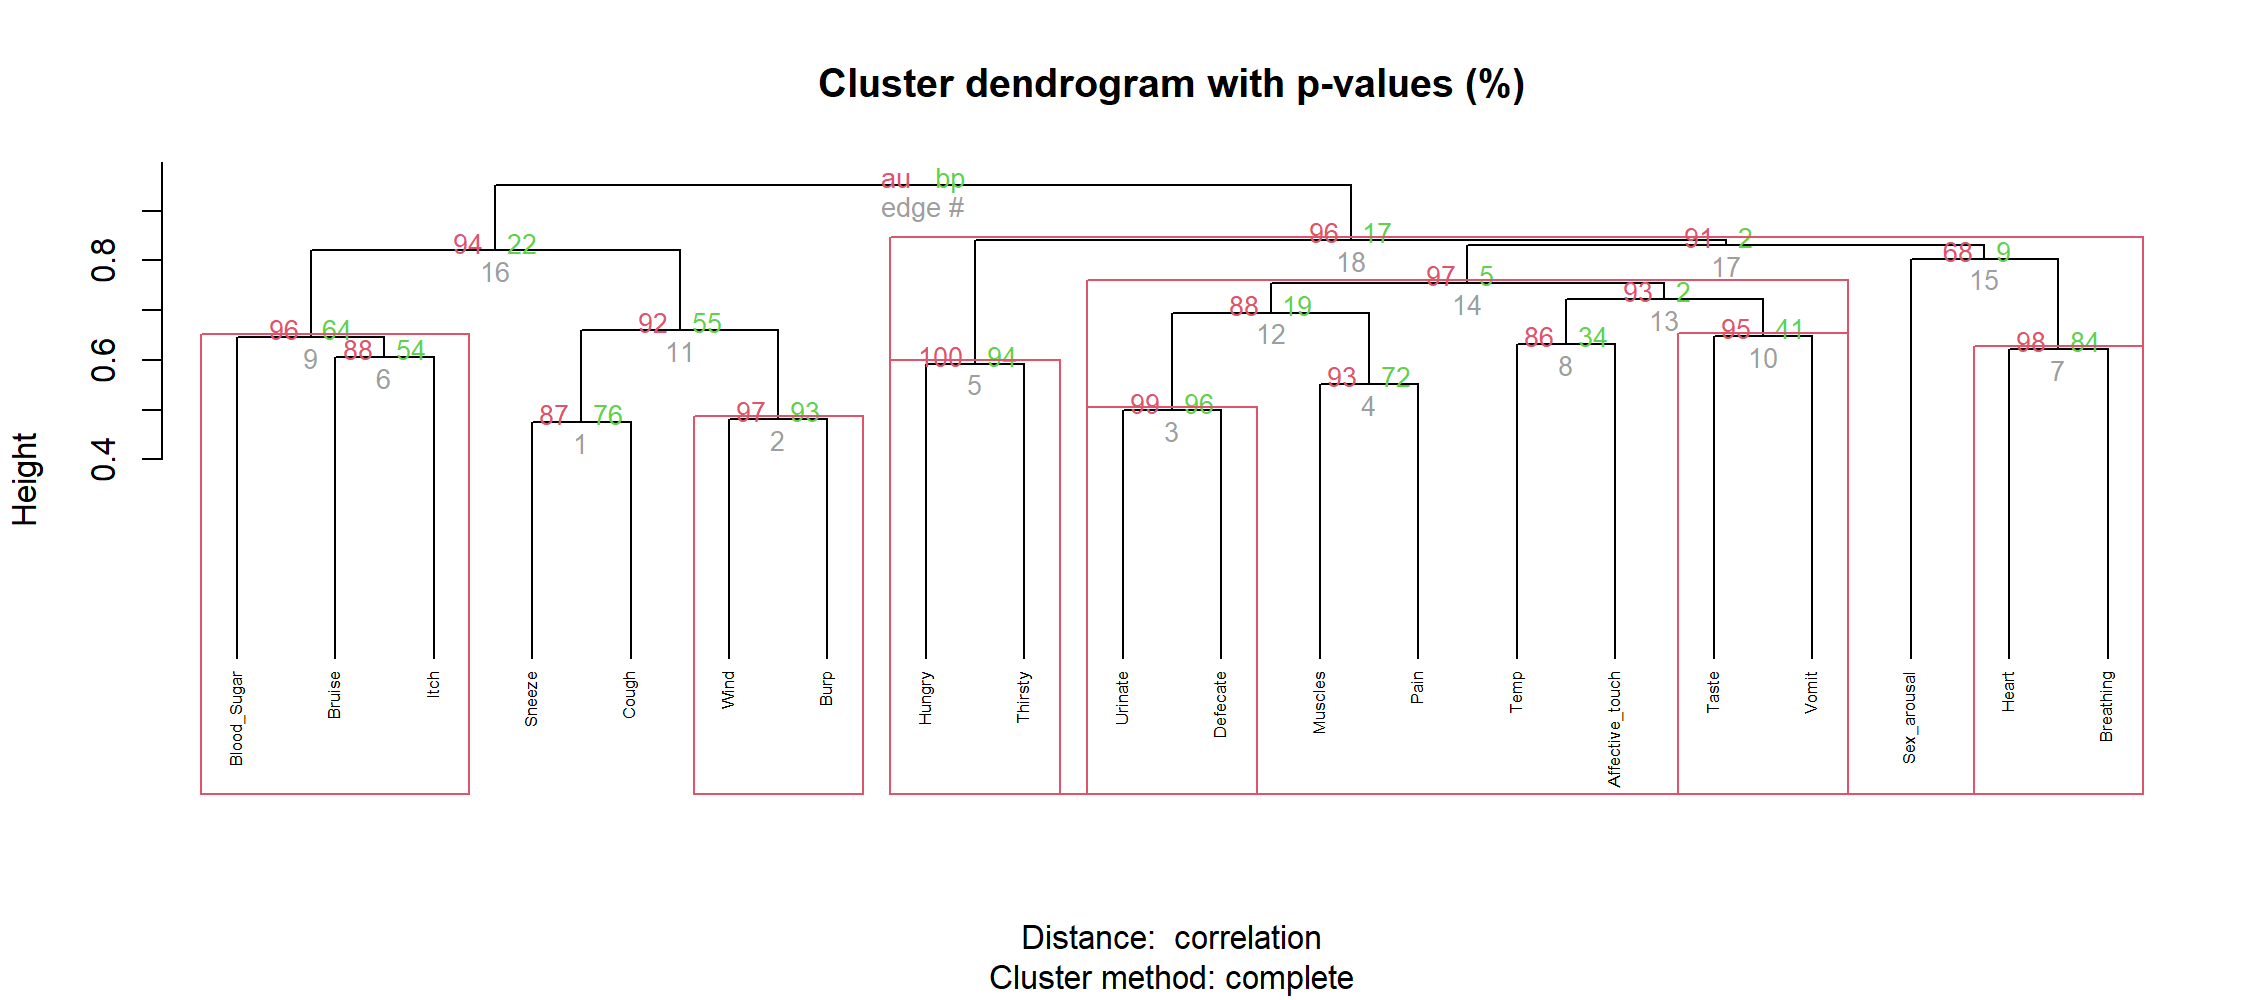 Cluster dendrogram with p-values (%)
au bp
edge #
96 17
18
91 2
17
94 22
16
68 9
15
97 5
14
93 2
13
88 19
12
92 55
11
95 41
10
96 64
9
86 34
8
98 84
7
88 54
6
100 94
5
93 72
4
99 96
3
97 93
2
87 76
1
Height
0.8
0.6
0.4
Blood_Sugar
Bruise
Itch
Sneeze
Cough
Wind
Burp
Hungry
Thirsty
Urinate
Defecate
Muscles
Pain
Temp
Affective_touch
Taste
Vomit
Sex_arousal
Heart
Breathing
Distance: correlation
Cluster method: complete